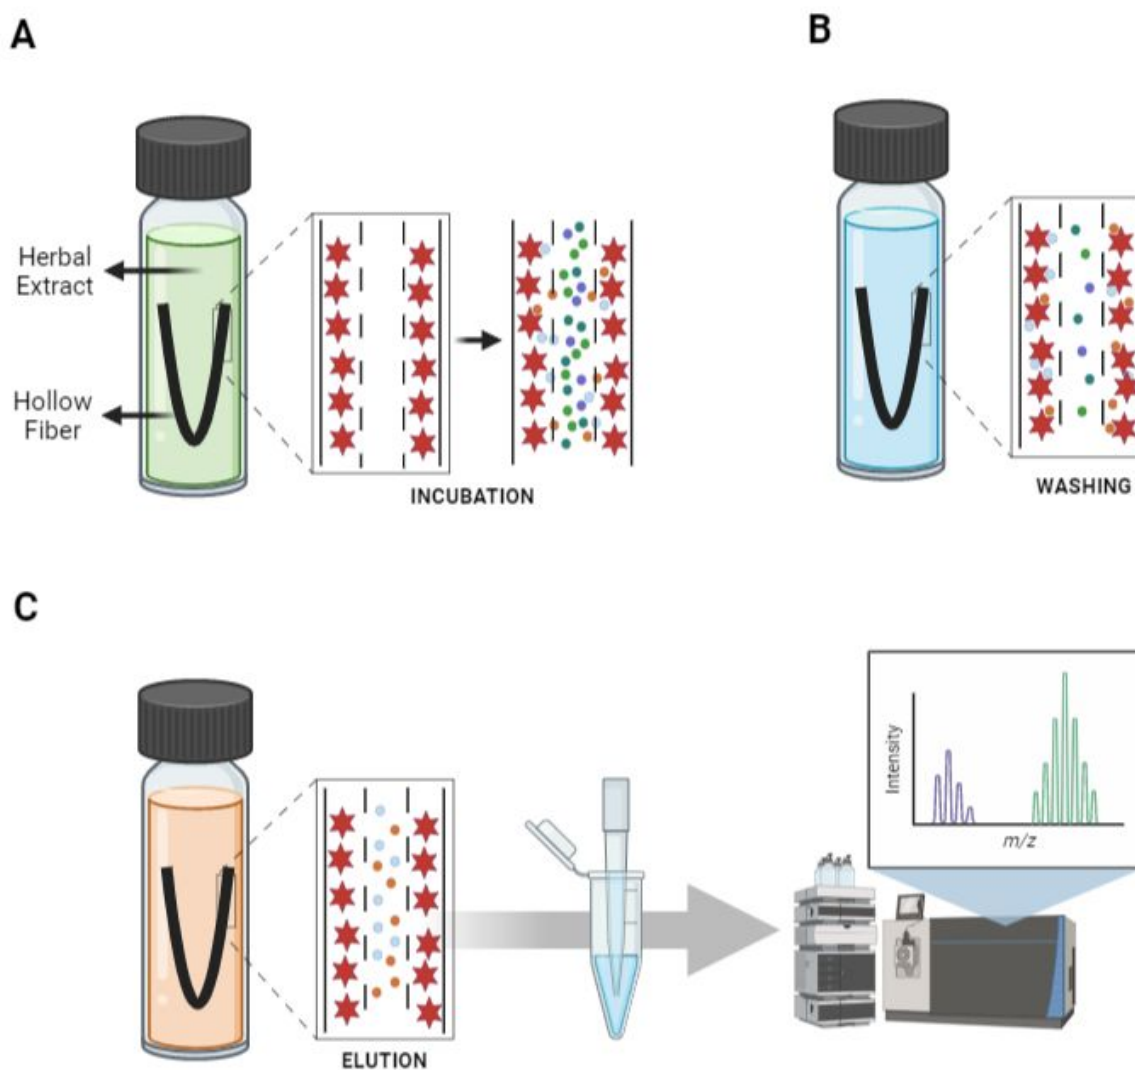 A
B
Herbal
Extract
Hollow
Fiber
INCUBATION
WASHING
C
Intensity
m/z
ELUTION